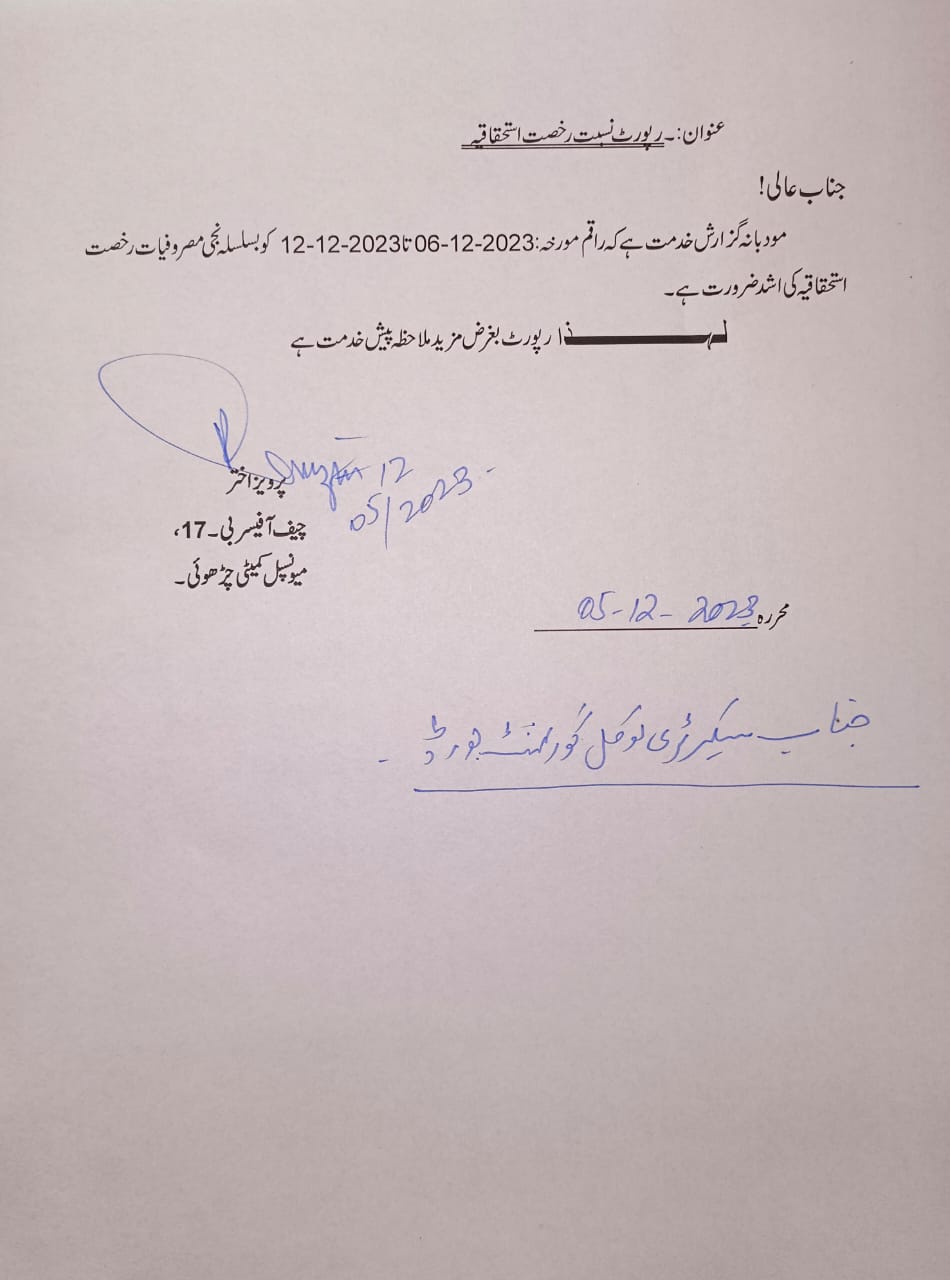 عنوان:۔ رپورٹ نسبت رخصت استحقاقیہ
جناب عالی!
مودبانہ گزارش خدمت ہے کہ راقم مورخہ:06-12-2023 تا 12-12-2023 کو بسلسلہ نجی مصروفیات رخصت
استحقاقیہ کی اشد ضرورت ہے۔
لہـــــــــذا رپورٹ بغرض مزید ملاحظہ پیش خدمت ہے
12
05/2023
پرویز اختر
چیف آفیسر بی۔17،
میونسپل کمیٹی چڑھوئی۔
محررہ 05-12-2023
جناب سیکرٹری لوکل گورنمنٹ بورڈ ۔